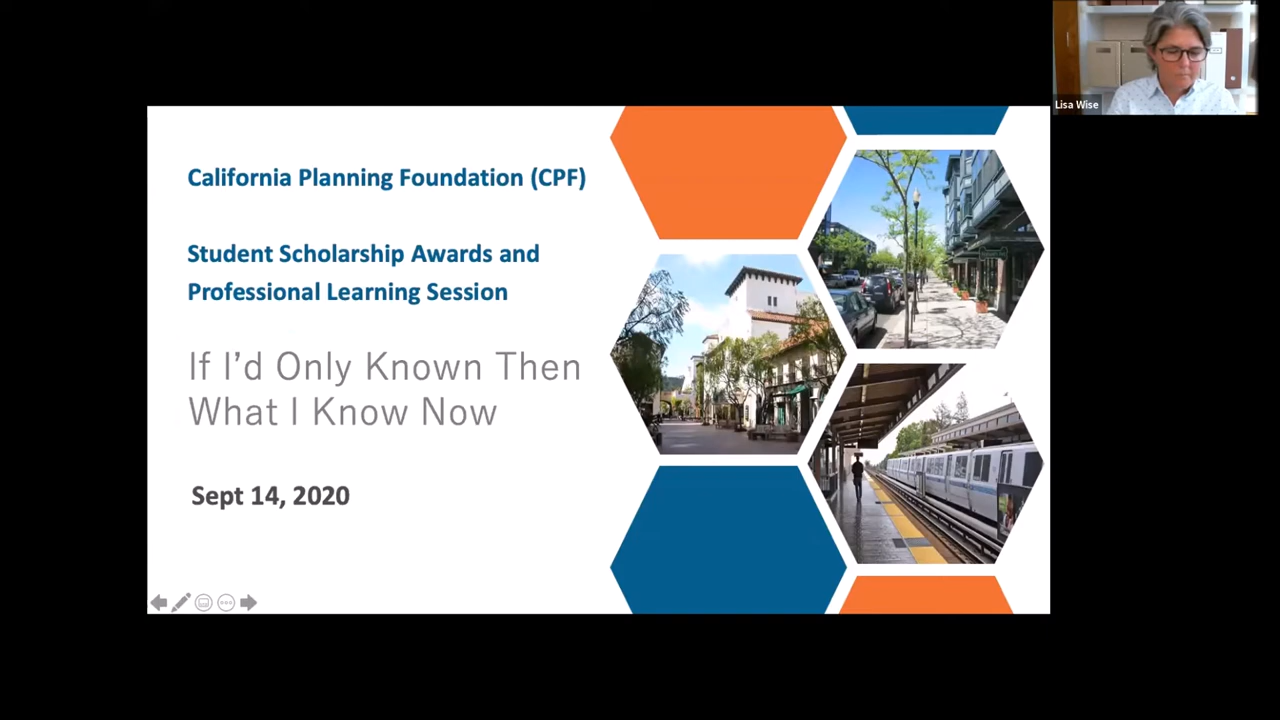 Lisa Wise
California Planning Foundation (CPF)
Student Scholarship Awards and
Professional Learning Session
If I'd Only Known Then
What I Know Now
Sept 14, 2020